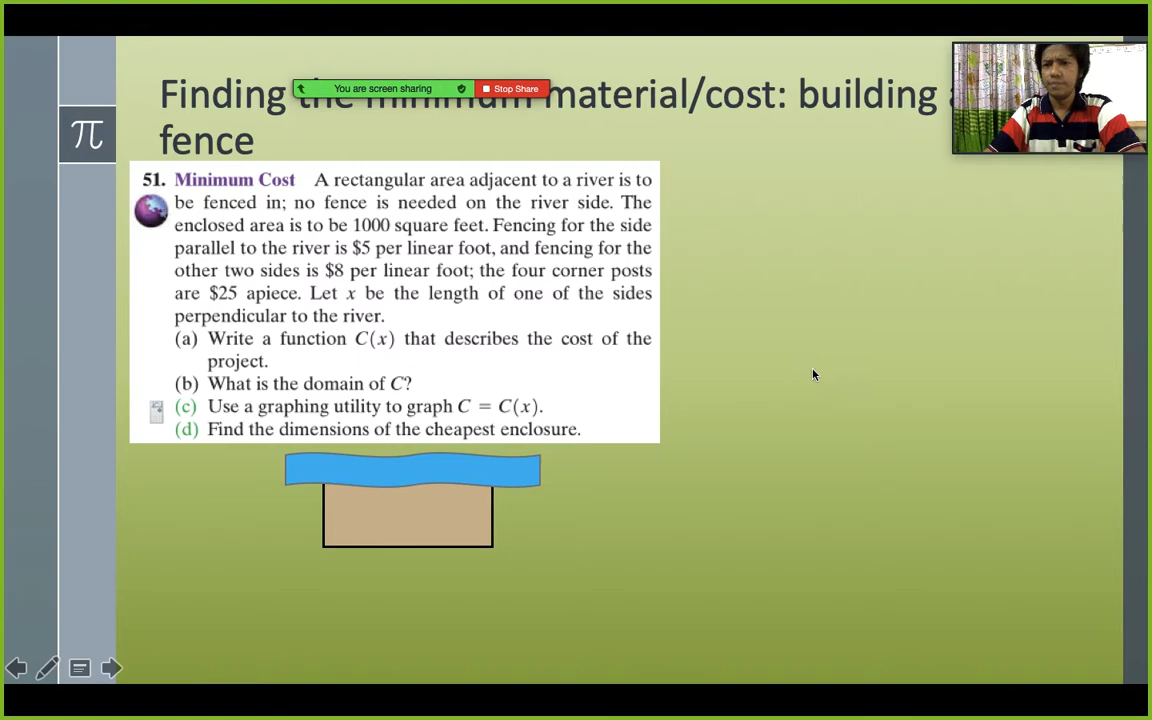 You are screen sharing Stop Share
Finding the minimum material/cost: building
fence
51. Minimum Cost A rectangular area adjacent to a river is to
be fenced in; no fence is needed on the river side. The
enclosed area is to be 1000 square feet. Fencing for the side
parallel to the river is $5 per linear foot, and fencing for the
other two sides is $8 per linear foot; the four corner posts
are $25 apiece. Let x be the length of one of the sides
perpendicular to the river.
(a) Write a function C(x) that describes the cost of the
project.
(b) What is the domain of C?
(c) Use a graphing utility to graph C = C(x).
(d) Find the dimensions of the cheapest enclosure.
π